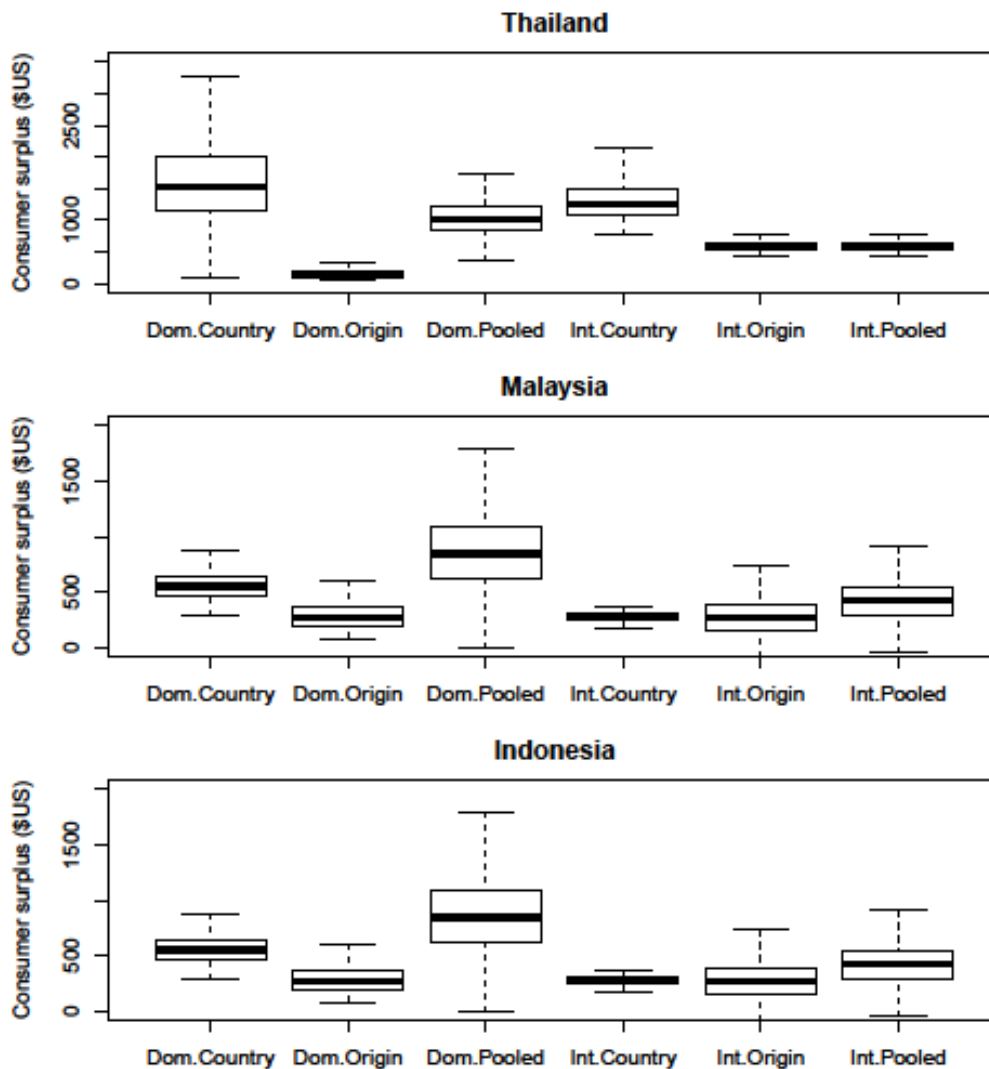 Thailand
Consumer surplus ($US)
2500
1000
0
Dom.Country Dom.Origin Dom.Pooled Int.Country Int.Origin Int.Pooled
Malaysia
Consumer surplus ($US)
1500
500
0
Dom.Country Dom.Origin Dom.Pooled Int.Country Int.Origin Int.Pooled
Indonesia
Consumer surplus ($US)
1500
500
0
Dom.Country Dom.Origin Dom.Pooled Int.Country Int.Origin Int.Pooled